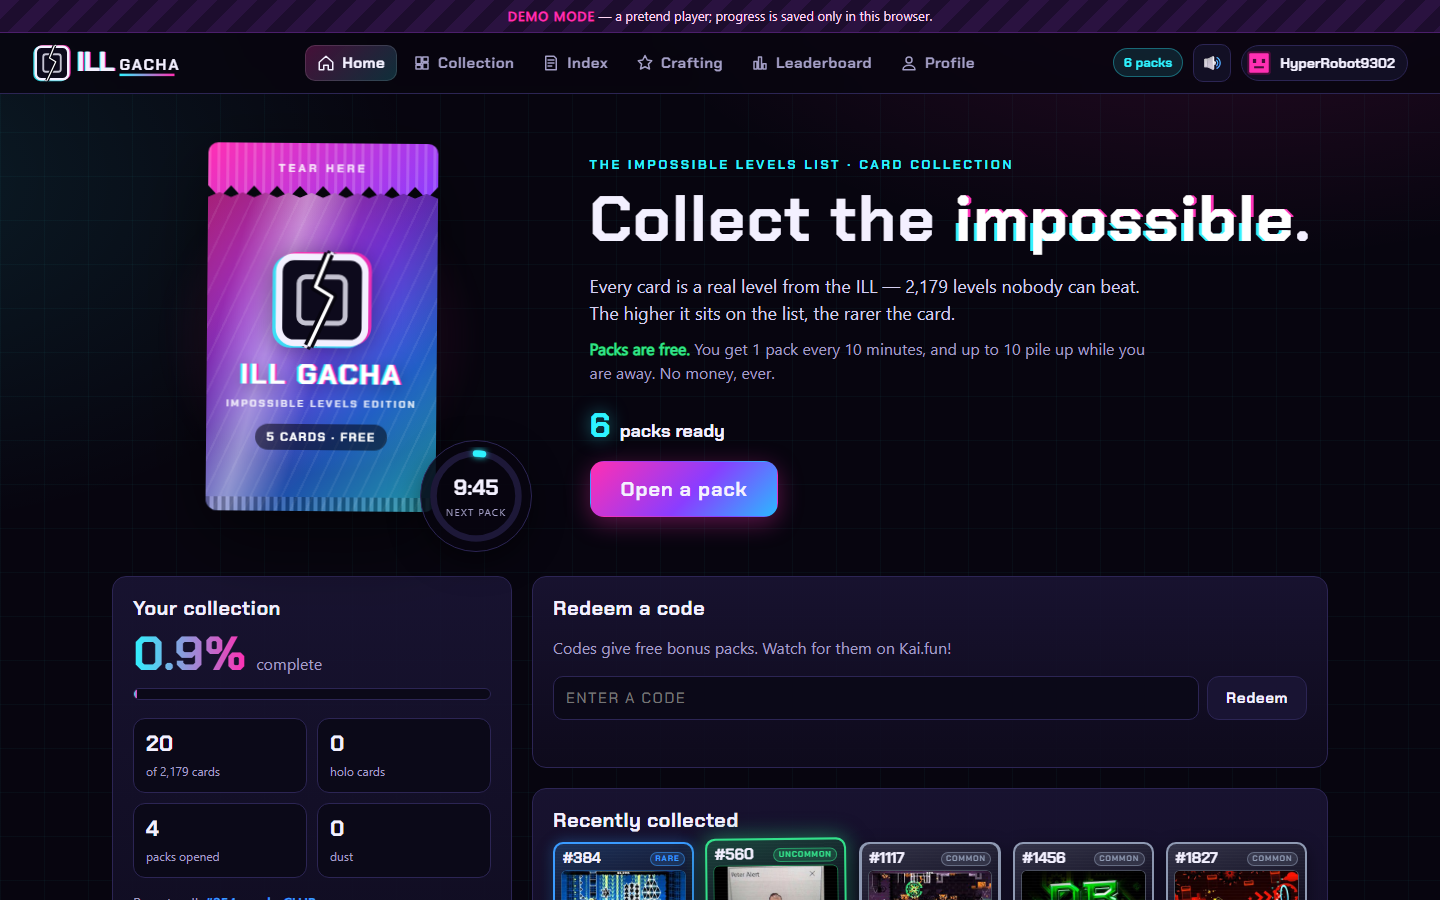 DEMO MODE — a pretend player; progress is saved only in this browser.
ILL GACHA
Home
Collection
Index
Crafting
Leaderboard
Profile
6 packs
HyperRobot9302
TEAR HERE
ILL GACHA
IMPOSSIBLE LEVELS EDITION
5 CARDS · FREE
9:45
NEXT PACK
THE IMPOSSIBLE LEVELS LIST · CARD COLLECTION
Collect the impossible.
Every card is a real level from the ILL — 2,179 levels nobody can beat.
The higher it sits on the list, the rarer the card.
Packs are free. You get 1 pack every 10 minutes, and up to 10 pile up while you
are away. No money, ever.
6 packs ready
Open a pack
Your collection
0.9% complete
20
of 2,179 cards
0
holo cards
4
packs opened
0
dust
Redeem a code
Codes give free bonus packs. Watch for them on Kai.fun!
ENTER A CODE
Redeem
Recently collected
#384 RARE
#560 UNCOMMON
#1117 COMMON
#1456 COMMON
#1827 COMMON